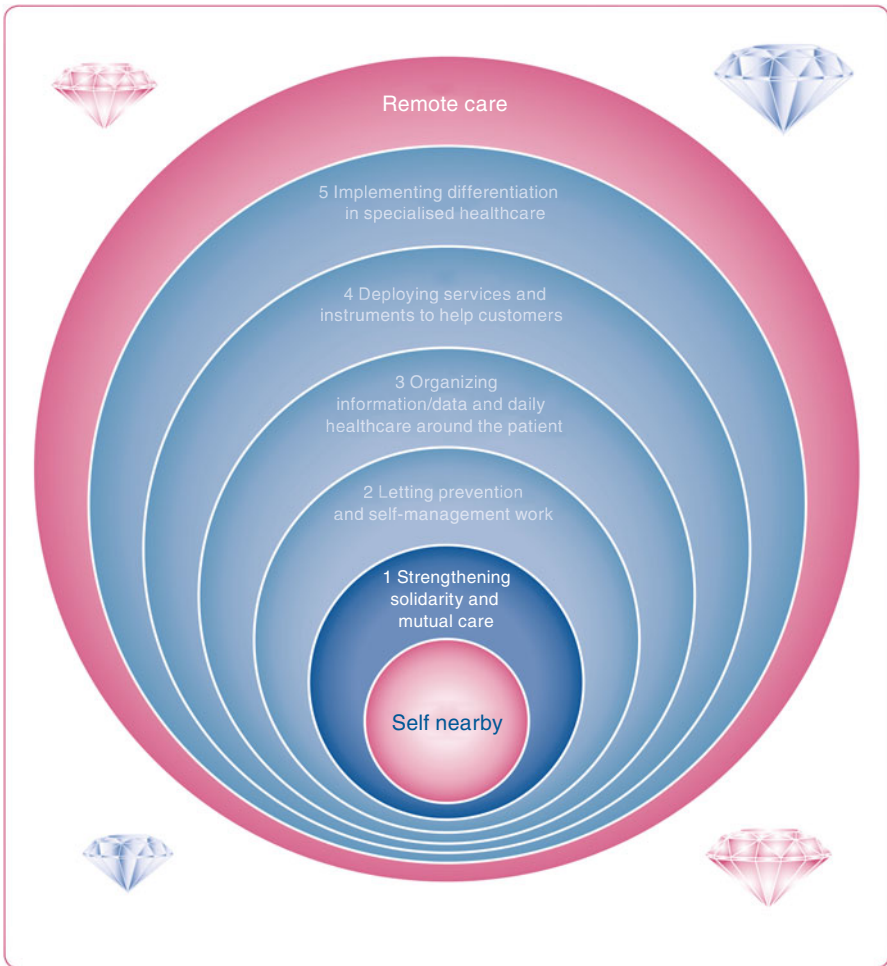 Remote care
5 Implementing differentiation
in specialised healthcare
4 Deploying services and
instruments to help customers
3 Organizing
information/data and daily
healthcare around the patient
2 Letting prevention
and self-management work
1 Strengthening
solidarity and
mutual care
Self nearby